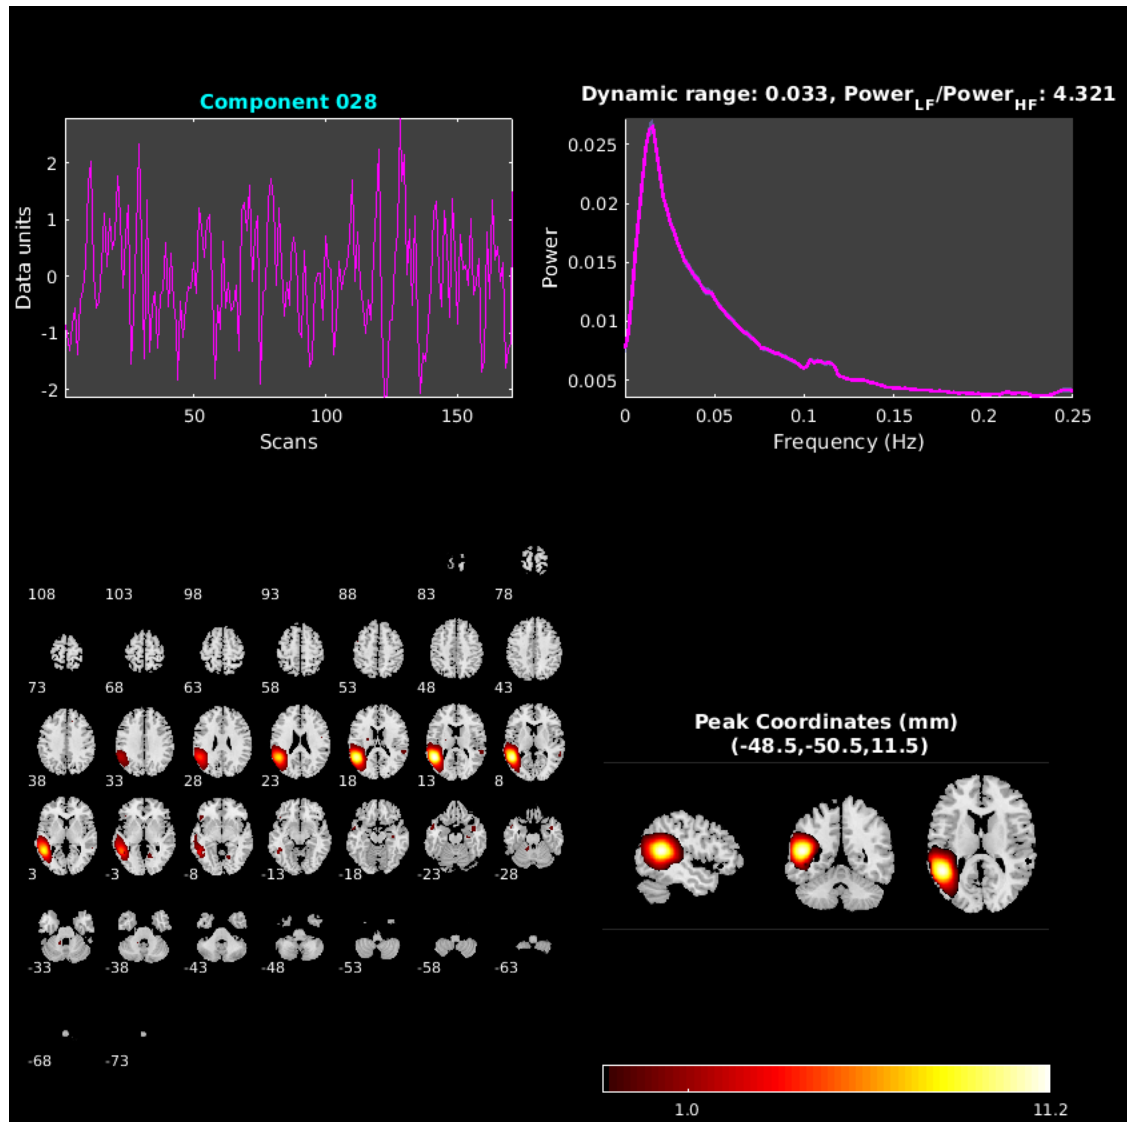 Component 028
Dynamic range: 0.033, Power_LF/Power_HF: 4.321
Data units
2
1
0
-1
-2
50 100 150
Scans
Power
0.025
0.02
0.015
0.01
0.005
0 0.05 0.1 0.15 0.2 0.25
Frequency (Hz)
108 103 98 93 88 83 78
73 68 63 58 53 48 43
38 33 28 23 18 13 8
3 -3 -8 -13 -18 -23 -28
-33 -38 -43 -48 -53 -58 -63
-68 -73
Peak Coordinates (mm)
(-48.5,-50.5,11.5)
1.0 11.2